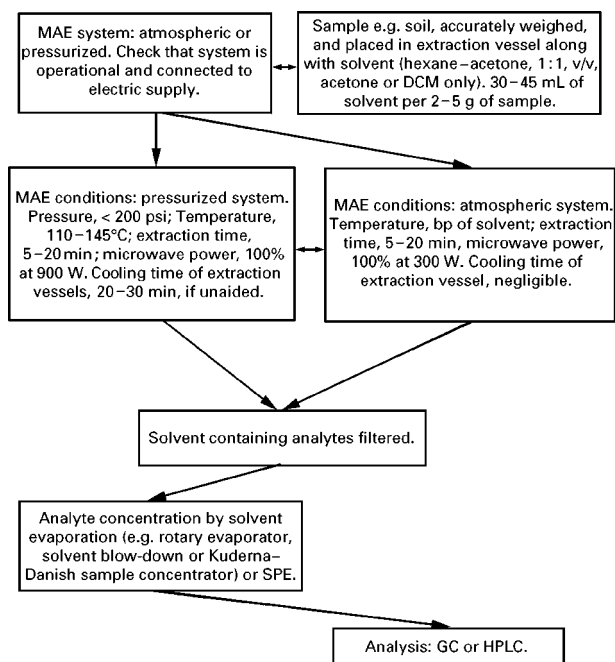 MAE system: atmospheric or
pressurized. Check that system is
operational and connected to
electric supply.
Sample e.g. soil, accurately weighed,
and placed in extraction vessel along
with solvent (hexane–acetone, 1 : 1, v/v,
acetone or DCM only). 30–45 mL of
solvent per 2–5 g of sample.
MAE conditions: pressurized system.
Pressure, < 200 psi; Temperature,
110–145°C; extraction time,
5–20 min; microwave power, 100%
at 900 W. Cooling time of extraction
vessels, 20–30 min, if unaided.
MAE conditions: atmospheric system.
Temperature, bp of solvent; extraction
time, 5–20 min, microwave power,
100% at 300 W. Cooling time of
extraction vessel, negligible.
Solvent containing analytes filtered.
Analyte concentration by solvent
evaporation (e.g. rotary evaporator,
solvent blow-down or Kuderna–
Danish sample concentrator) or SPE.
Analysis: GC or HPLC.